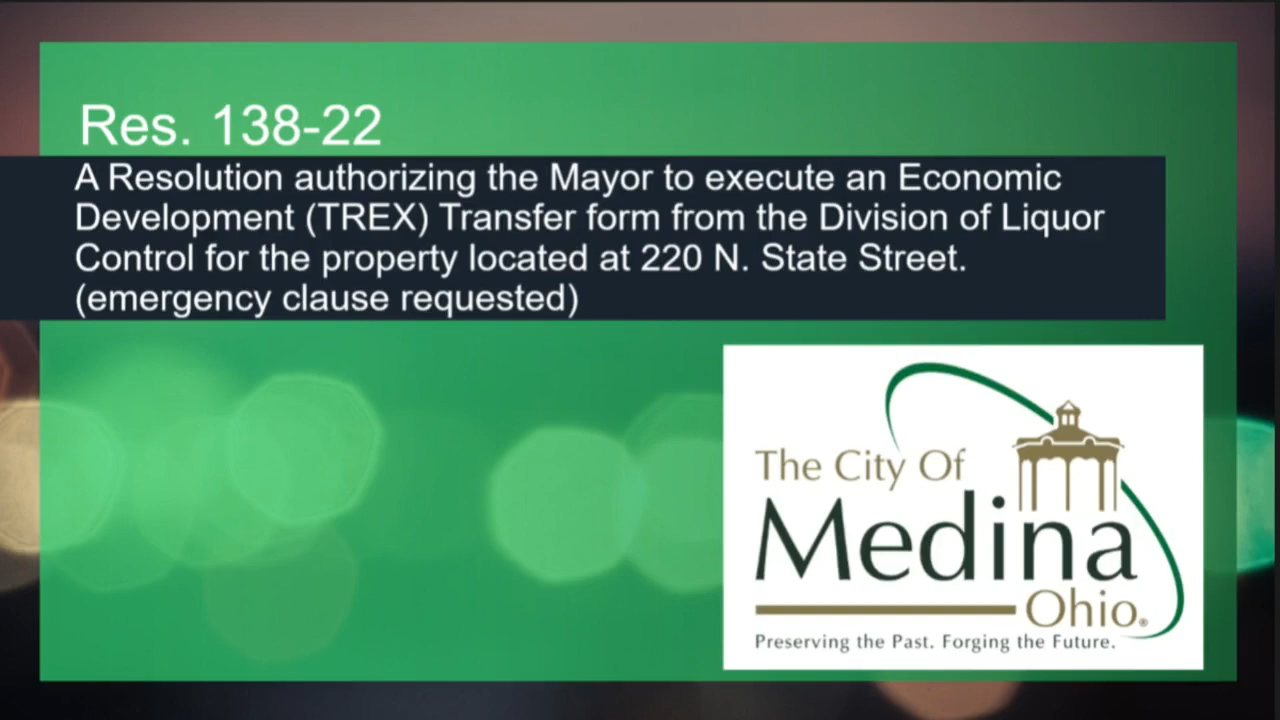 Res. 138-22
A Resolution authorizing the Mayor to execute an Economic
Development (TREX) Transfer form from the Division of Liquor
Control for the property located at 220 N. State Street.
(emergency clause requested)
The City Of
Medina
Ohio®
Preserving the Past. Forging the Future.